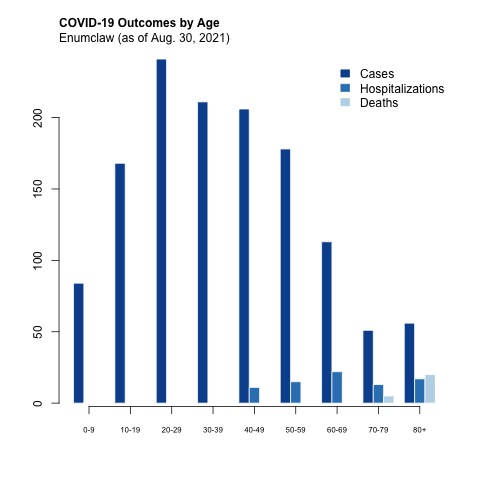 COVID-19 Outcomes by Age
Enumclaw (as of Aug. 30, 2021)
Cases
Hospitalizations
Deaths
200
150
100
50
0
0-9 10-19 20-29 30-39 40-49 50-59 60-69 70-79 80+